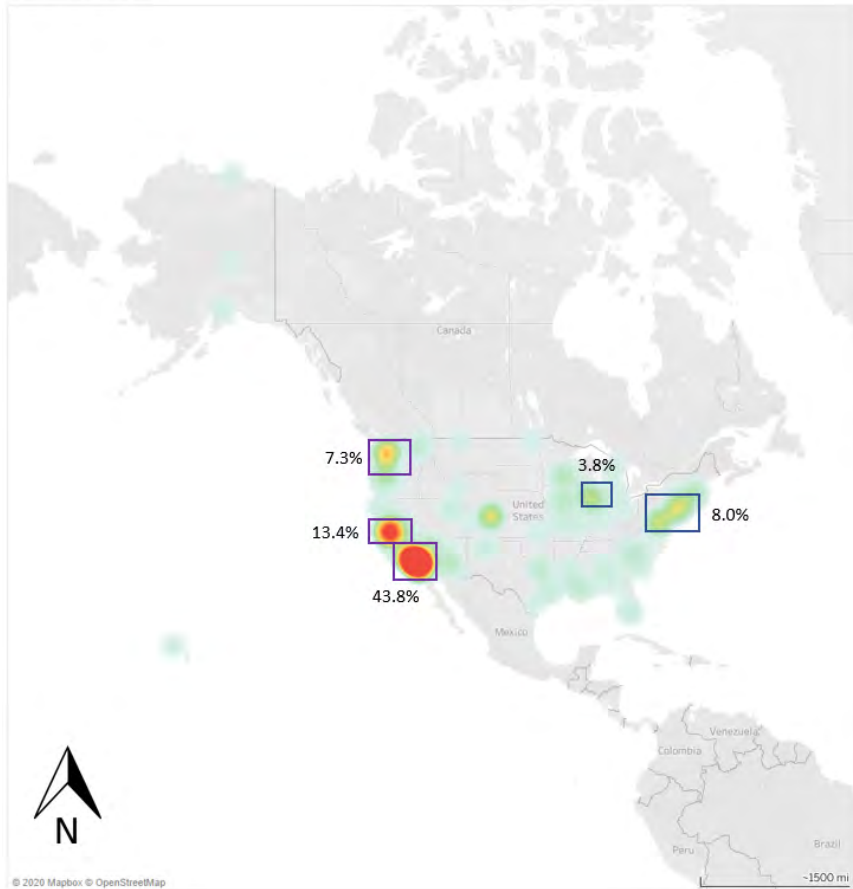 Canada
7.3%
3.8%
United
States
8.0%
13.4%
43.8%
Mexico
Venezuela
Colombia
N
Peru
Brazil
~1500 mi
© 2020 Mapbox © OpenStreetMap